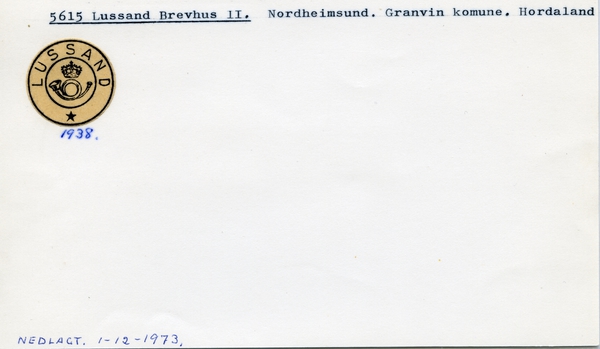 5615 Lussand Brevhus II. Nordheimsund. Granvin komune. Hordaland
LUSSAND
1938.
NEDLAGT. 1-12-1973,